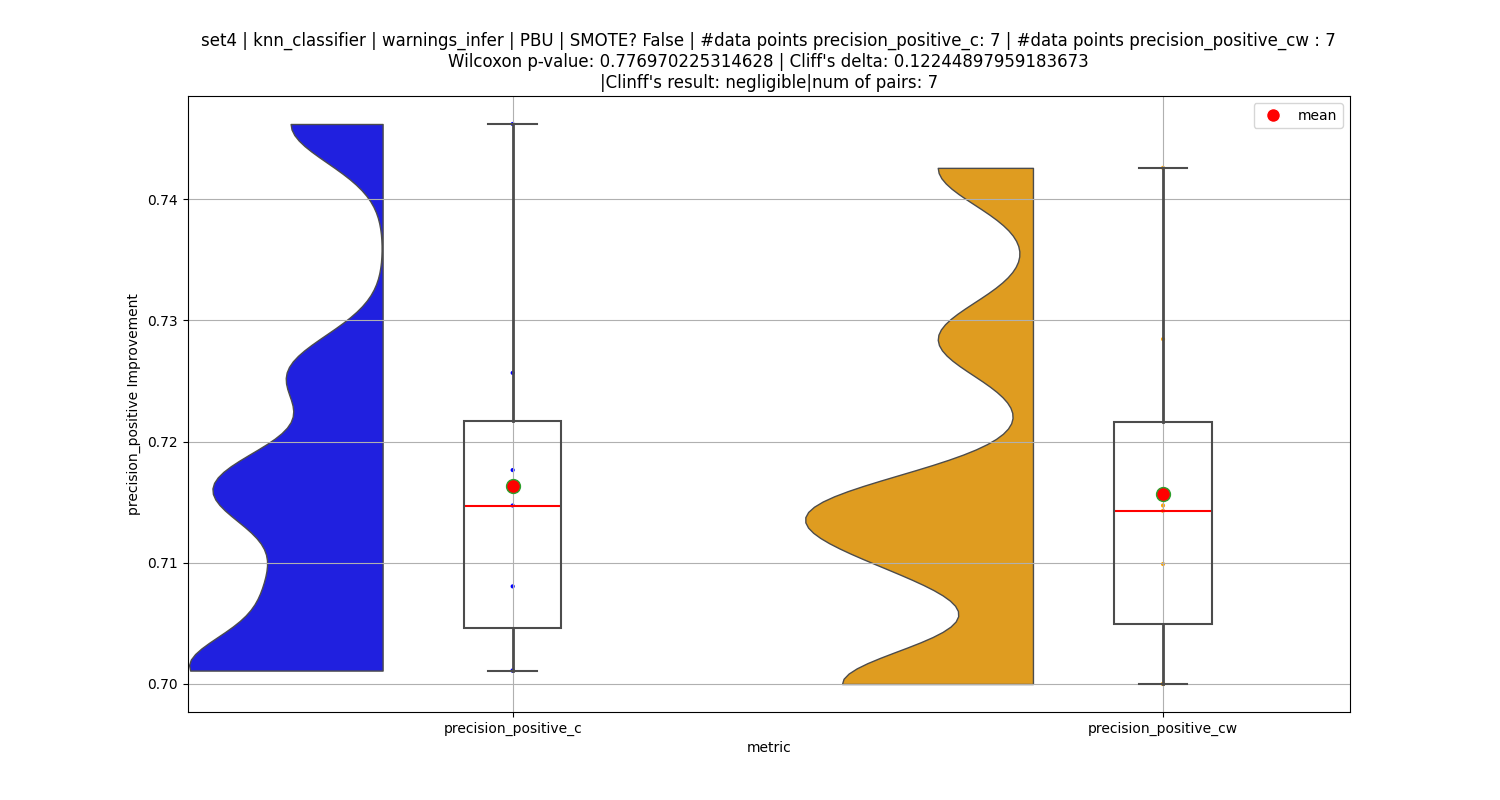 set4 | knn_classifier | warnings_infer | PBU | SMOTE? False | #data points precision_positive_c: 7 | #data points precision_positive_cw : 7
Wilcoxon p-value: 0.776970225314628 | Cliff's delta: 0.12244897959183673
|Clinff's result: negligible|num of pairs: 7
mean
0.74
0.73
0.72
0.71
0.70
precision_positive Improvement
precision_positive_c
precision_positive_cw
metric